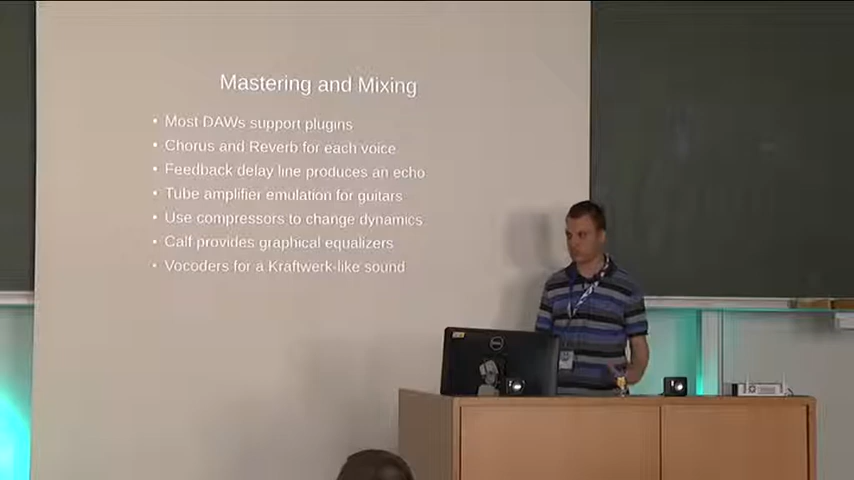 Mastering and Mixing
• Most DAWs support plugins
• Chorus and Reverb for each voice
• Feedback delay line produces an echo
• Tube amplifier emulation for guitars
• Use compressors to change dynamics
• Calf provides graphical equalizers
• Vocoders for a Kraftwerk-like sound
DELL